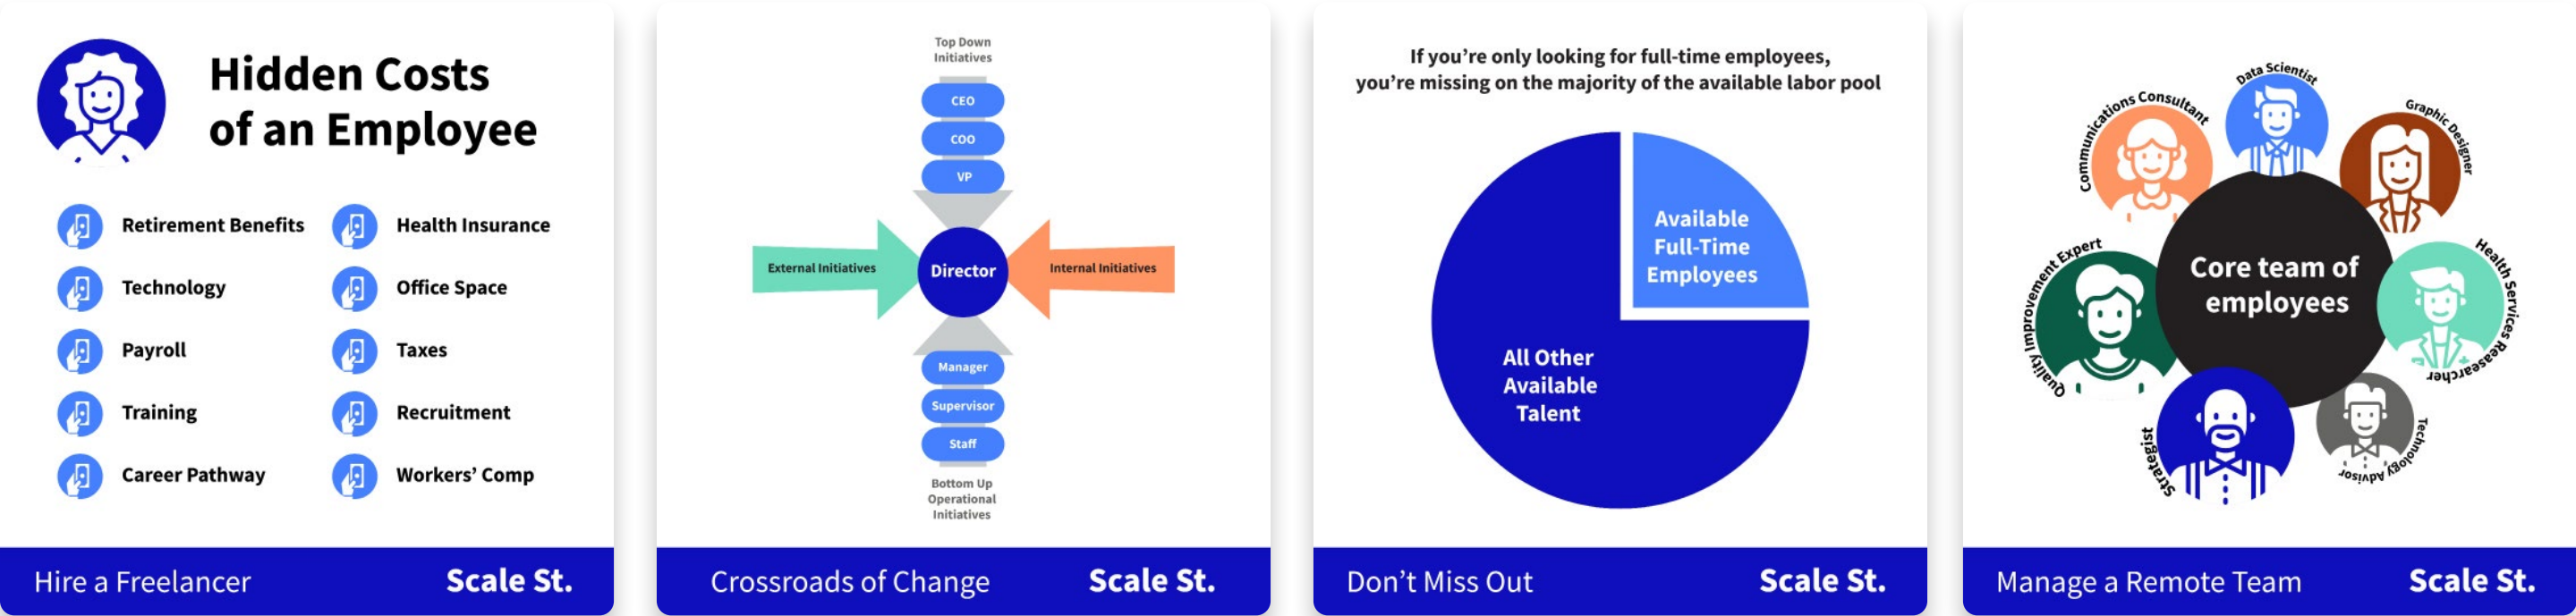 Hidden Costs
of an Employee
Retirement Benefits
Health Insurance
Technology
Office Space
Payroll
Taxes
Training
Recruitment
Career Pathway
Workers’ Comp
Hire a Freelancer
Scale St.
Top Down
Initiatives
CEO
COO
VP
External Initiatives
Director
Internal Initiatives
Manager
Supervisor
Staff
Bottom Up
Operational
Initiatives
Crossroads of Change
Scale St.
If you’re only looking for full-time employees,
you’re missing on the majority of the available labor pool
Available
Full-Time
Employees
All Other
Available
Talent
Don’t Miss Out
Scale St.
Data Scientist
Communications Consultant
Graphic Designer
Quality Improvement Expert
Core team of
employees
Health Services Reasearcher
Strategist
Technology Advisor
Manage a Remote Team
Scale St.